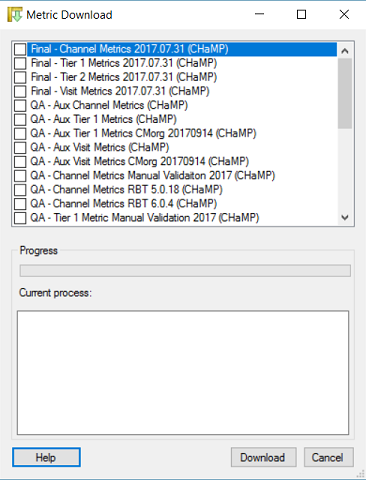 Metric Download
Final - Channel Metrics 2017.07.31 (CHaMP)
Final - Tier 1 Metrics 2017.07.31 (CHaMP)
Final - Tier 2 Metrics 2017.07.31 (CHaMP)
Final - Visit Metrics 2017.07.31 (CHaMP)
QA - Aux Channel Metrics (CHaMP)
QA - Aux Tier 1 Metrics (CHaMP)
QA - Aux Tier 1 Metrics CMorg 20170914 (CHaMP)
QA - Aux Visit Metrics (CHaMP)
QA - Aux Visit Metrics CMorg 20170914 (CHaMP)
QA - Channel Metrics Manual Validaiton 2017 (CHaMP)
QA - Channel Metrics RBT 5.0.18 (CHaMP)
QA - Channel Metrics RBT 6.0.4 (CHaMP)
QA - Tier 1 Metric Manual Validation 2017 (CHaMP)
Progress
Current process:
Help
Download
Cancel